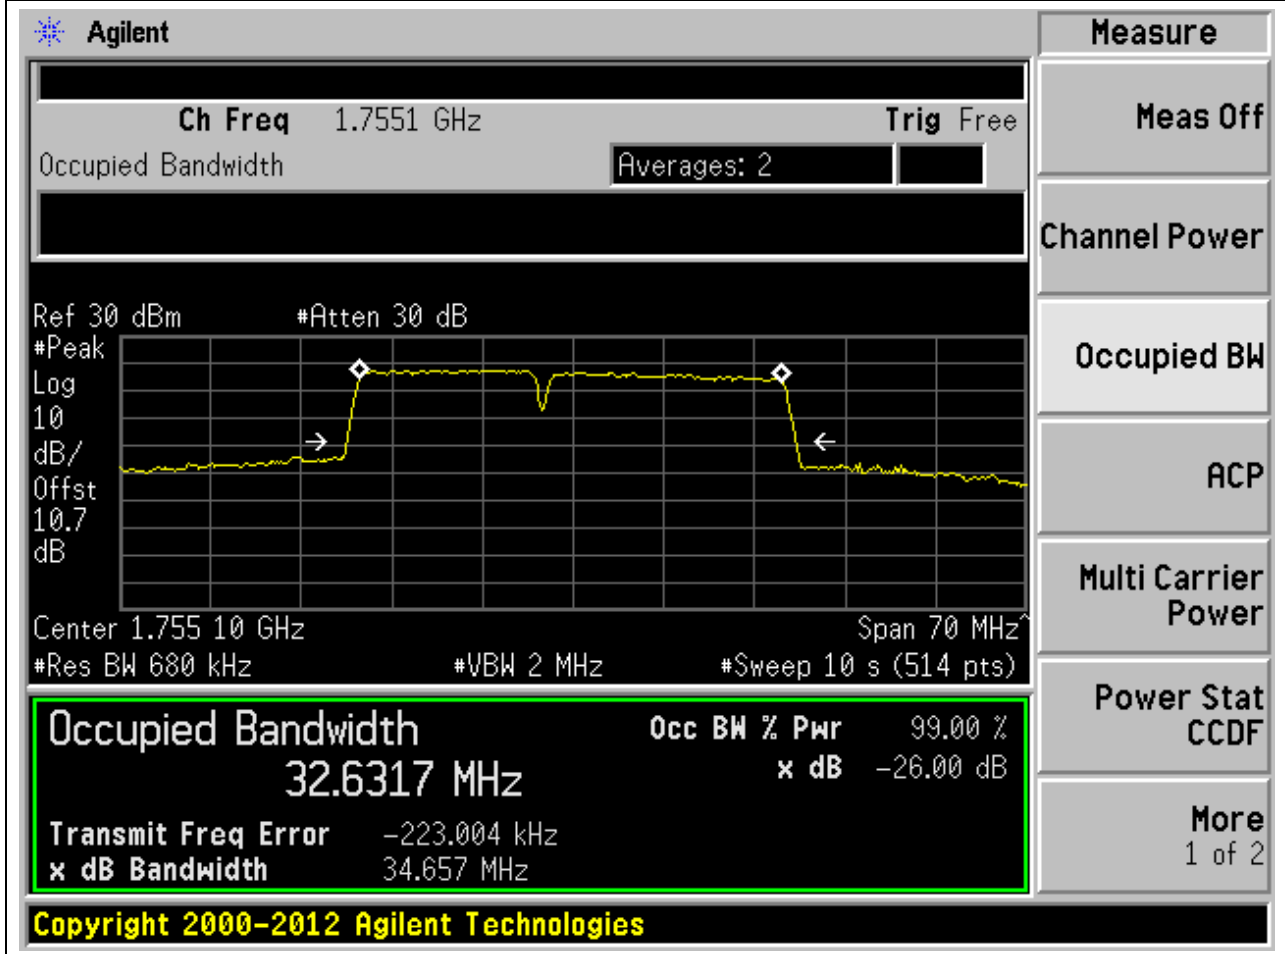 Agilent
Measure
Ch Freq 1.7551 GHz Trig Free
Occupied Bandwidth Averages: 2
Meas Off
Channel Power
Occupied BW
ACP
Multi Carrier
Power
Power Stat
CCDF
More
1 of 2
Ref 30 dBm #Atten 30 dB
#Peak
Log
10
dB/
Offst
10.7
dB
Center 1.755 10 GHz Span 70 MHz^
#Res BW 680 kHz #VBW 2 MHz #Sweep 10 s (514 pts)
Occupied Bandwidth Occ BW % Pwr 99.00 %
32.6317 MHz x dB -26.00 dB
Transmit Freq Error -223.004 kHz
x dB Bandwidth 34.657 MHz
Copyright 2000-2012 Agilent Technologies